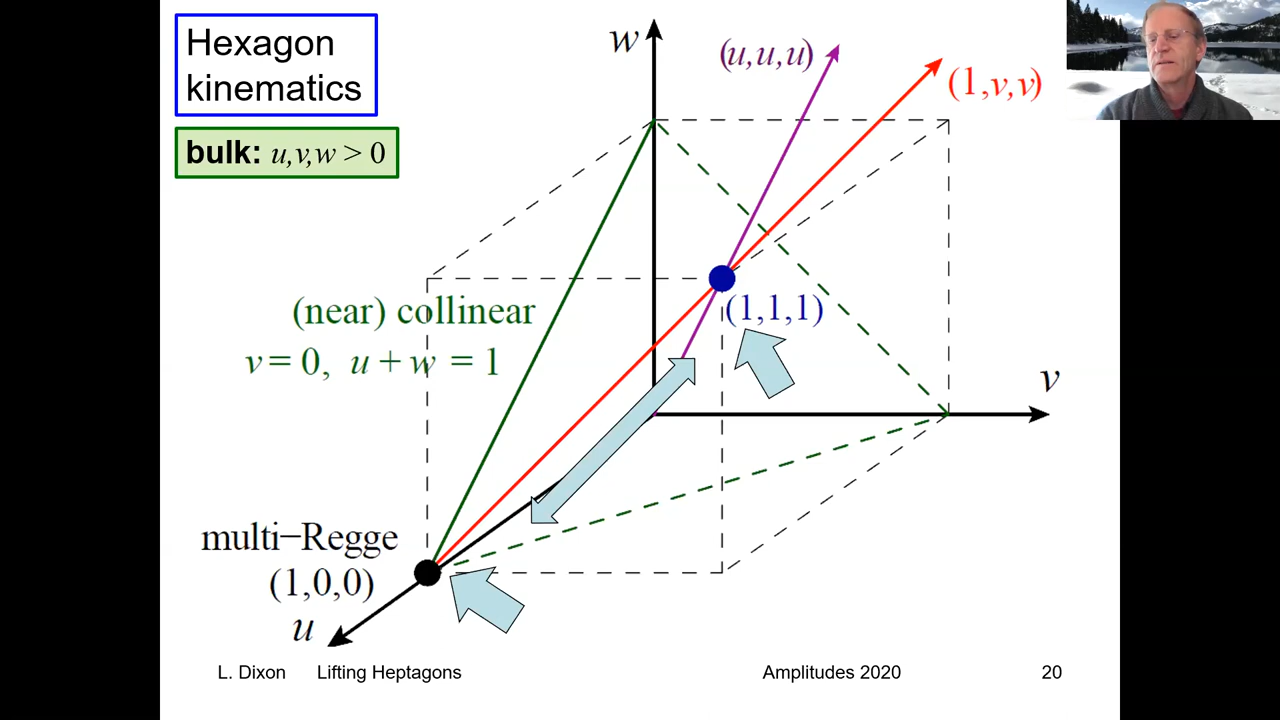 Hexagon
kinematics
bulk: u,v,w > 0
w
(u,u,u)
(1,v,v)
(near) collinear
v = 0, u + w = 1
(1,1,1)
v
multi−Regge
(1,0,0)
u
L. Dixon Lifting Heptagons Amplitudes 2020 20